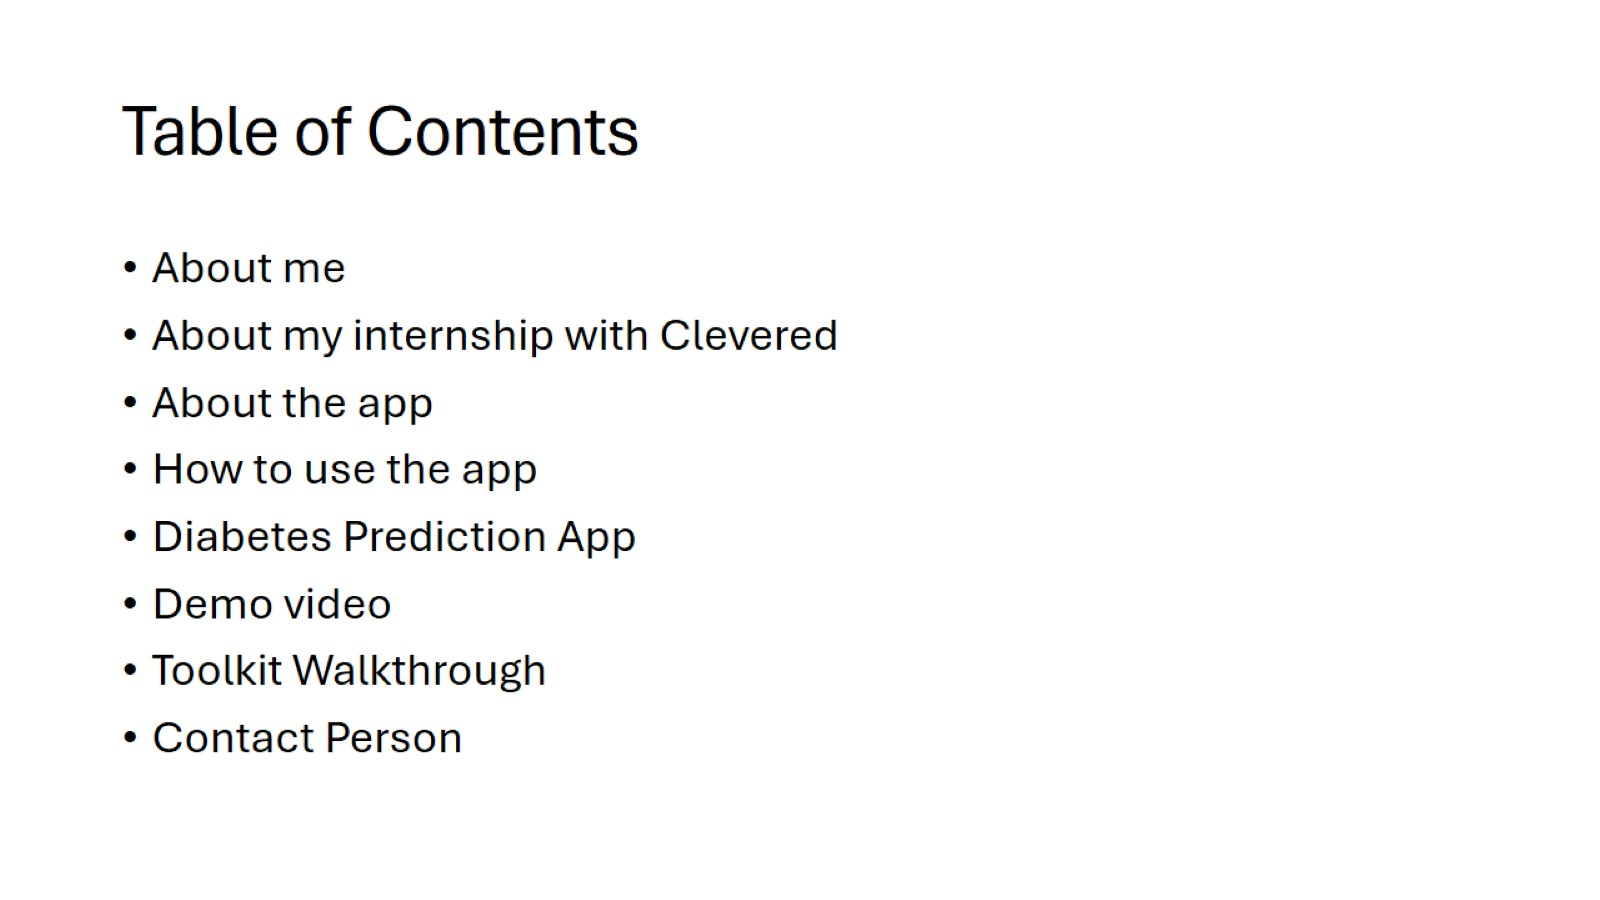 Table of Contents
• About me
• About my internship with Clevered
• About the app
• How to use the app
• Diabetes Prediction App
• Demo video
• Toolkit Walkthrough
• Contact Person